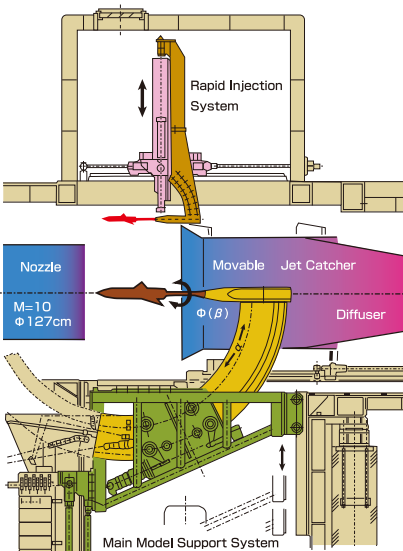 Rapid Injection
System
Nozzle
Movable Jet Catcher
M=10
Φ127cm
Φ(β)
Diffuser
α
Main Model Support System